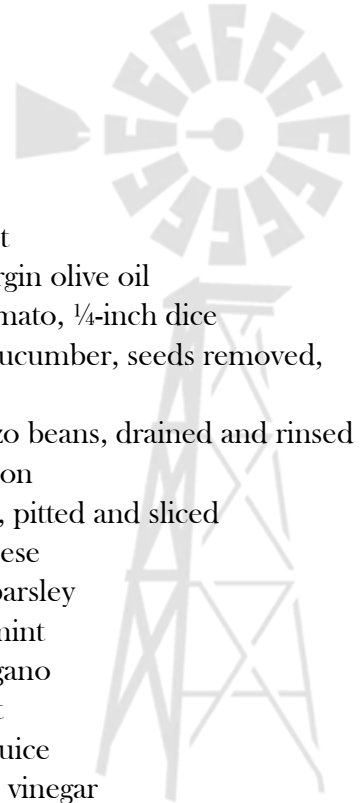 t
rgin olive oil
mato, ¼-inch dice
ucumber, seeds removed,
zo beans, drained and rinsed
on
, pitted and sliced
ese
parsley
mint
gano
t
uice
vinegar